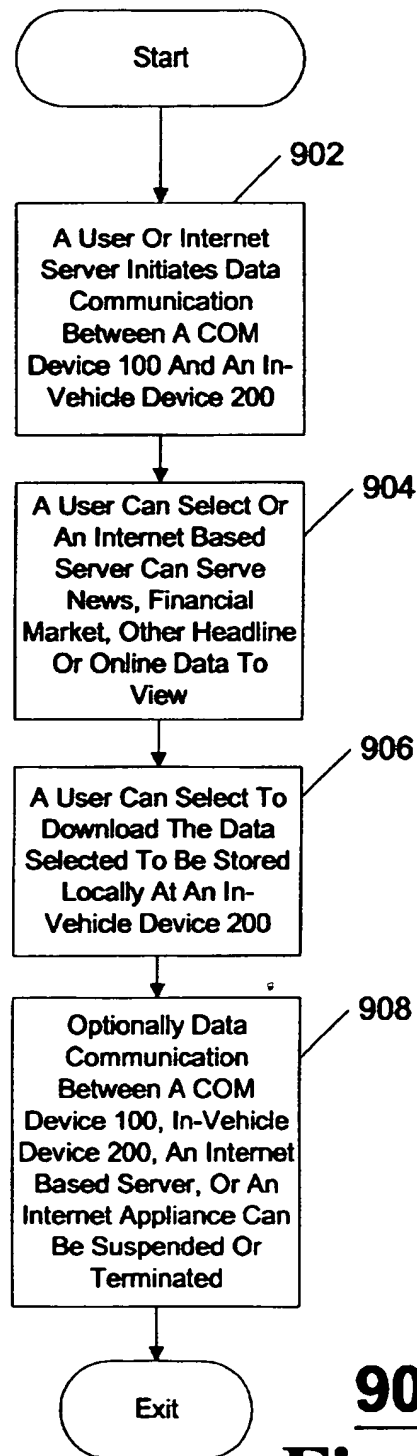 Start
902
A User Or Internet
Server Initiates Data
Communication
Between A COM
Device 100 And An In-
Vehicle Device 200
904
A User Can Select Or
An Internet Based
Server Can Serve
News, Financial
Market, Other Headline
Or Online Data To
View
906
A User Can Select To
Download The Data
Selected To Be Stored
Locally At An In-
Vehicle Device 200
908
Optionally Data
Communication
Between A COM
Device 100, In-Vehicle
Device 200, An Internet
Based Server, Or An
Internet Appliance Can
Be Suspended Or
Terminated
Exit
90